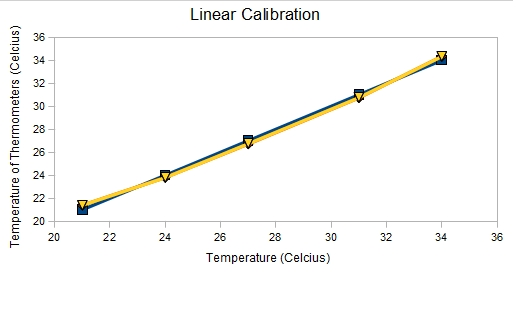 Linear Calibration
Temperature of Thermometers (Celcius)
36
34
32
30
28
26
24
22
20
20 22 24 26 28 30 32 34 36
Temperature (Celcius)